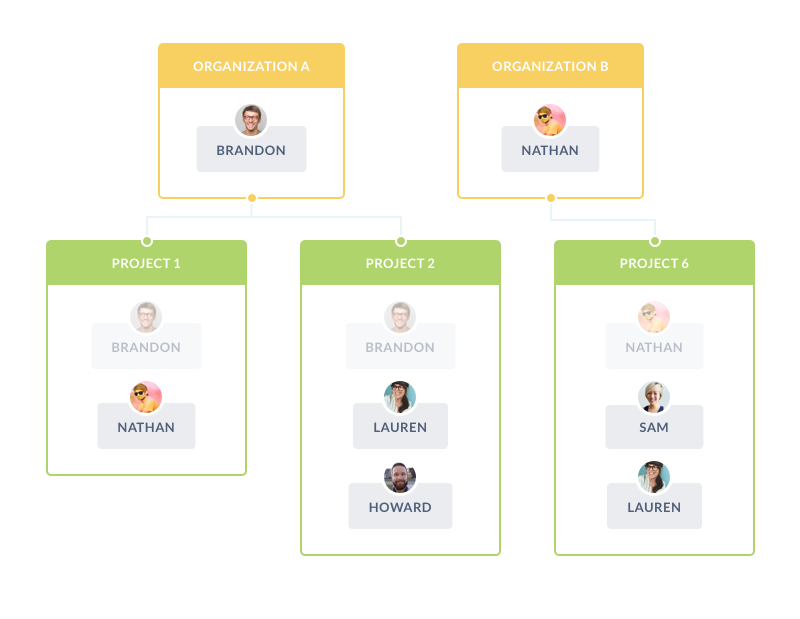 ORGANIZATION A
ORGANIZATION B
BRANDON
NATHAN
PROJECT 1
PROJECT 2
PROJECT 6
BRANDON
BRANDON
NATHAN
NATHAN
LAUREN
SAM
HOWARD
LAUREN